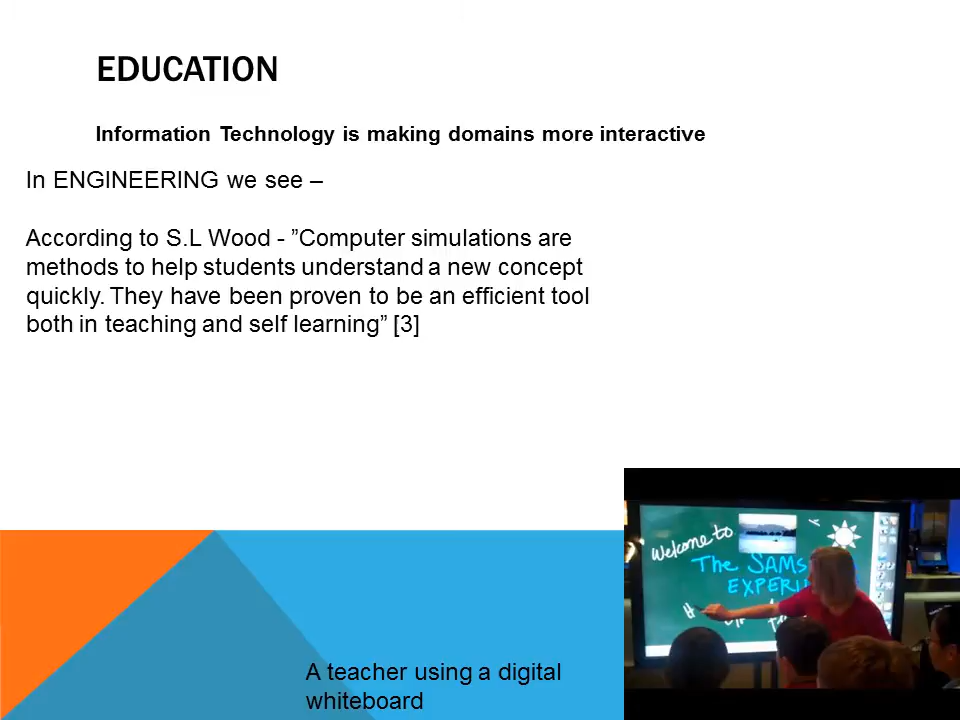 EDUCATION
Information Technology is making domains more interactive
In ENGINEERING we see –
According to S.L Wood - ”Computer simulations are
methods to help students understand a new concept
quickly. They have been proven to be an efficient tool
both in teaching and self learning” [3]
Welcome to
The SAMS
EXPERI
A teacher using a digital
whiteboard